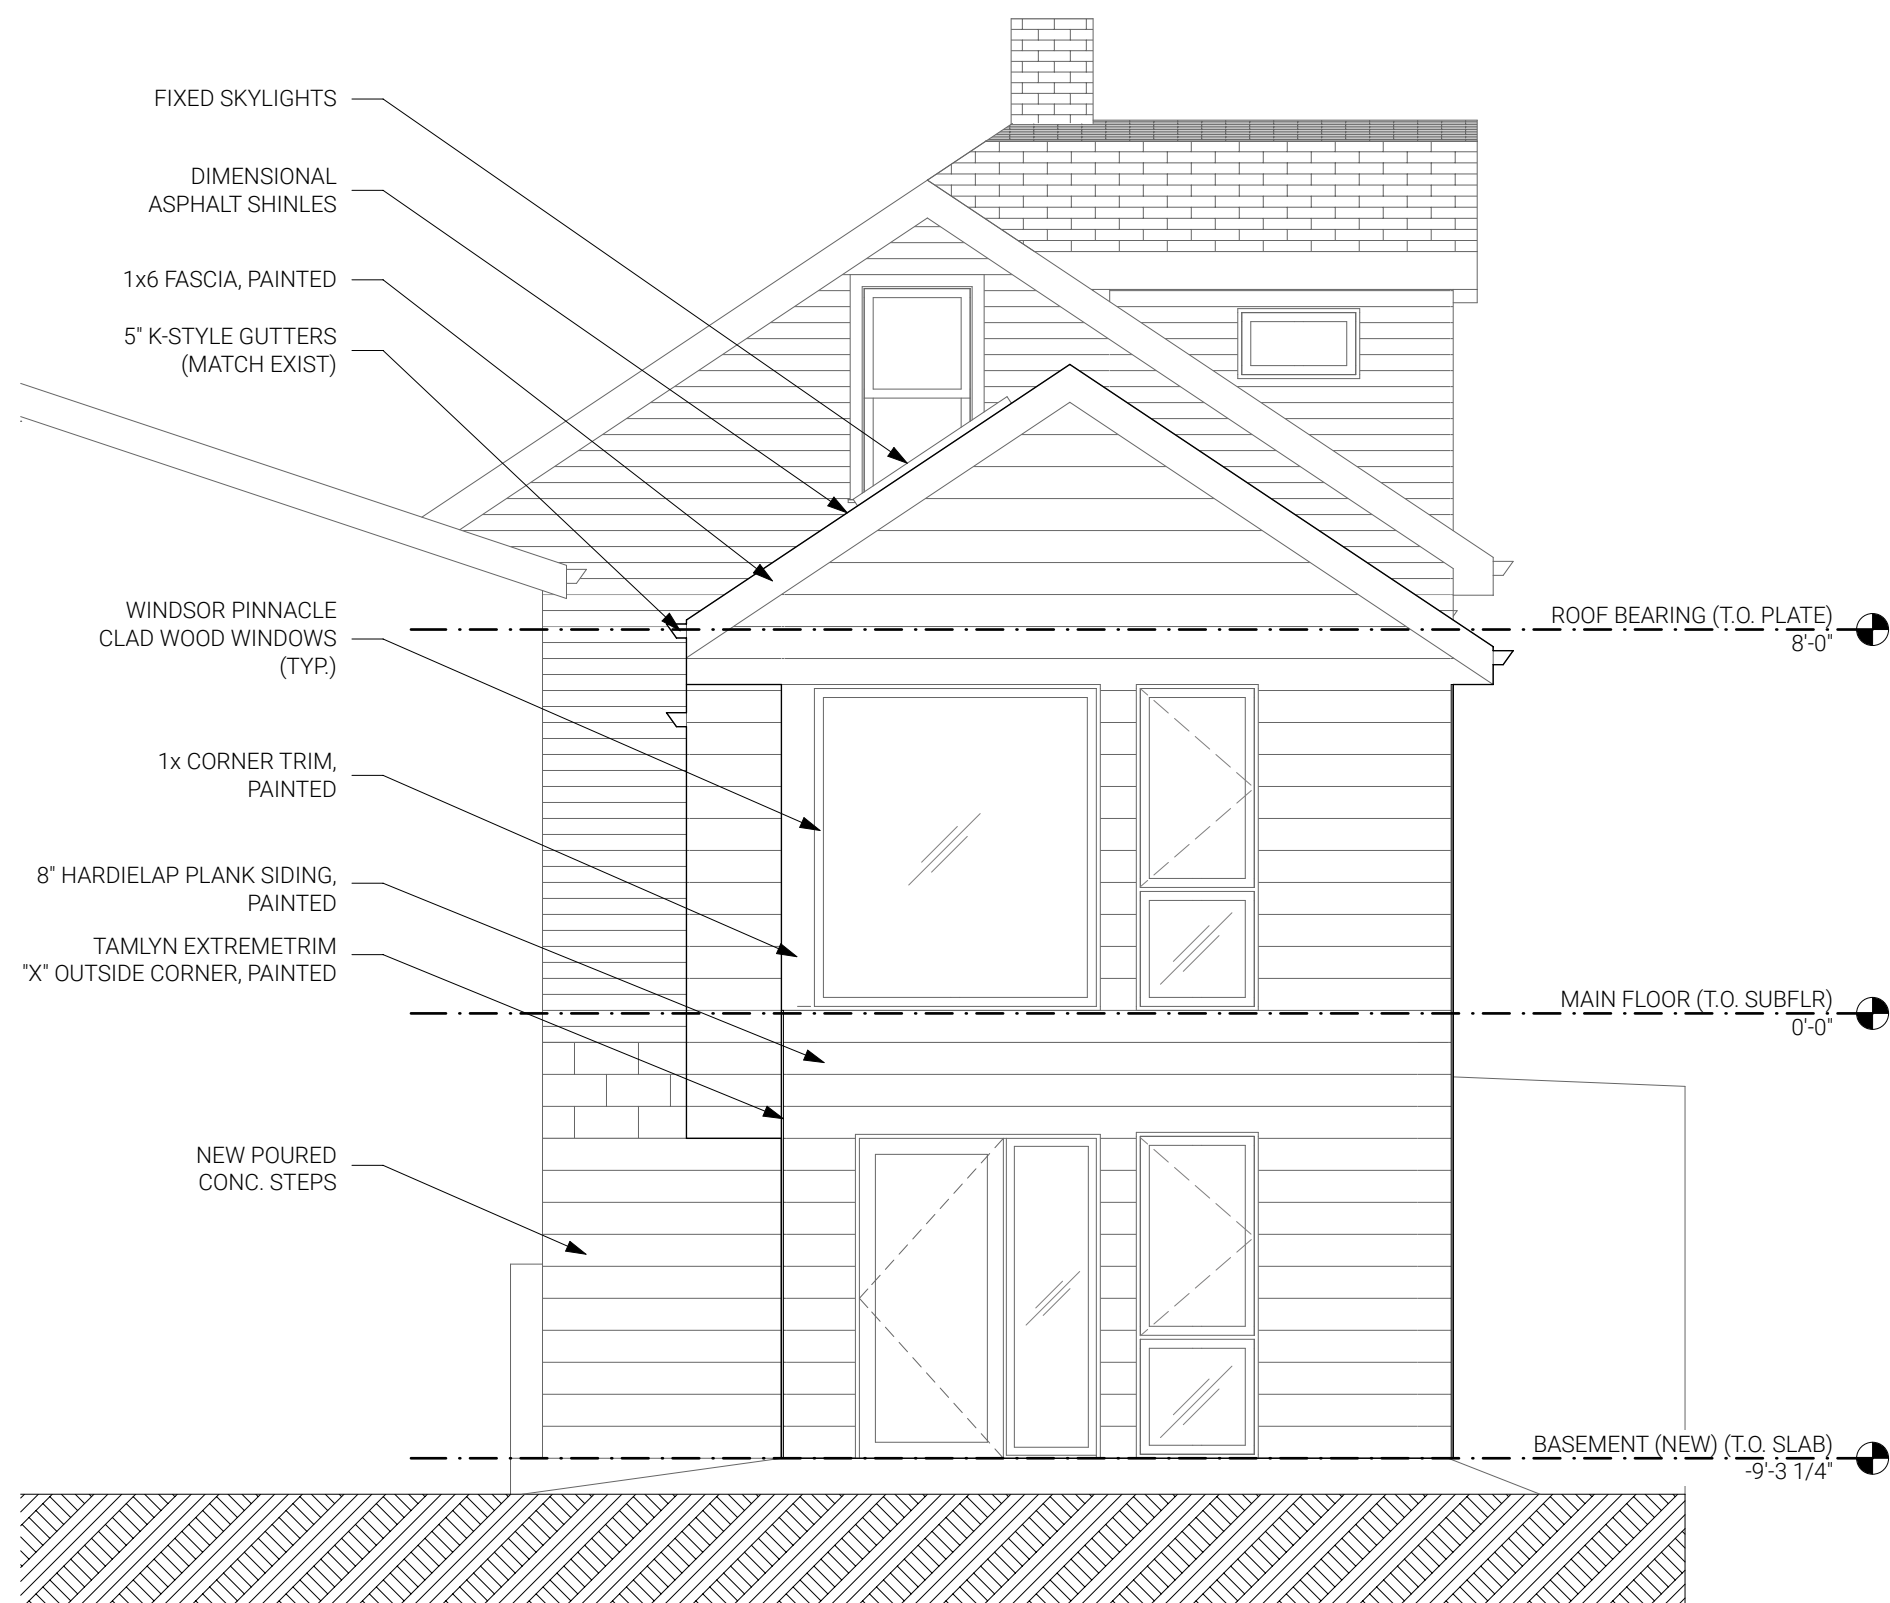 FIXED SKYLIGHTS
DIMENSIONAL
ASPHALT SHINLES
1x6 FASCIA, PAINTED
5" K-STYLE GUTTERS
(MATCH EXIST)
WINDSOR PINNACLE
CLAD WOOD WINDOWS
(TYP.)
1x CORNER TRIM,
PAINTED
8" HARDIELAP PLANK SIDING,
PAINTED
TAMLYN EXTREMETRIM
"X" OUTSIDE CORNER, PAINTED
NEW POURED
CONC. STEPS
ROOF BEARING (T.O. PLATE)
8'-0"
MAIN FLOOR (T.O. SUBFLR)
0'-0"
BASEMENT (NEW) (T.O. SLAB)
-9'-3 1/4"